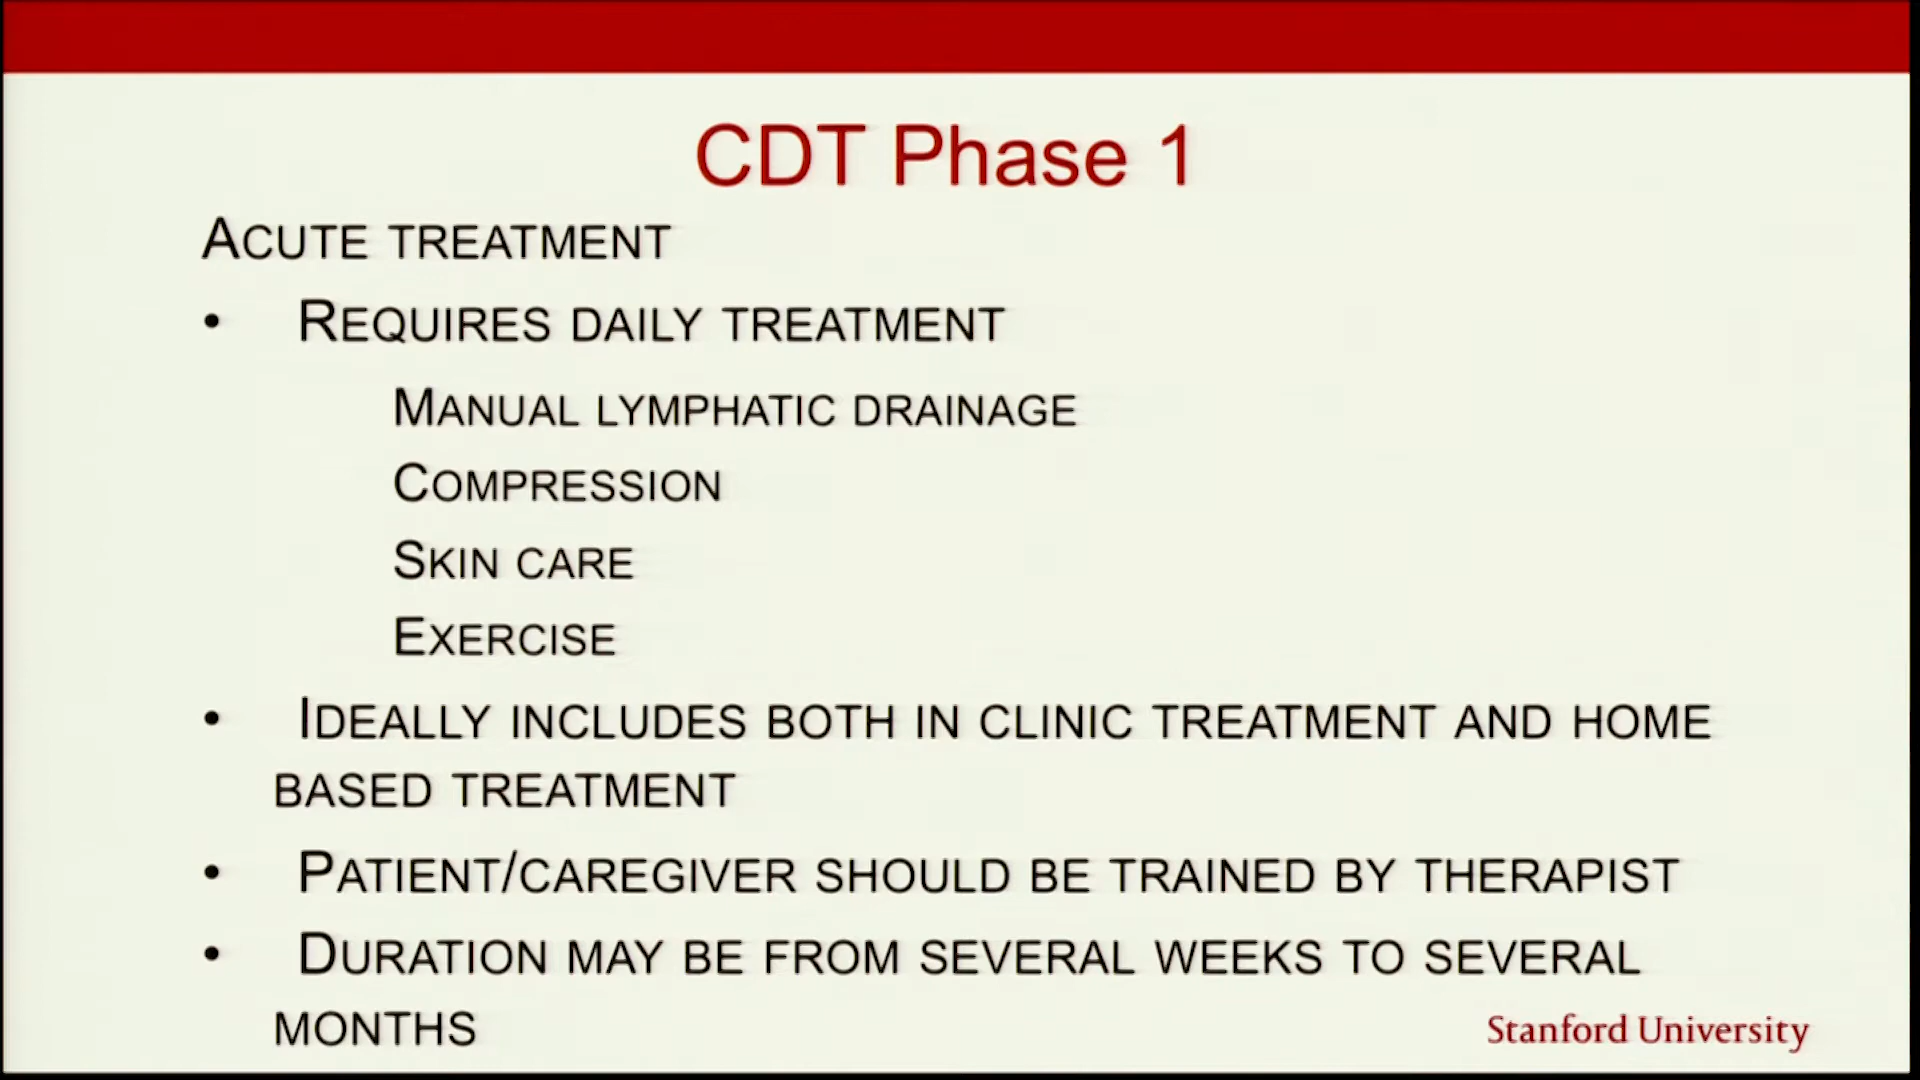 CDT Phase 1
ACUTE TREATMENT
• REQUIRES DAILY TREATMENT
MANUAL LYMPHATIC DRAINAGE
COMPRESSION
SKIN CARE
EXERCISE
• IDEALLY INCLUDES BOTH IN CLINIC TREATMENT AND HOME
BASED TREATMENT
• PATIENT/CAREGIVER SHOULD BE TRAINED BY THERAPIST
• DURATION MAY BE FROM SEVERAL WEEKS TO SEVERAL
MONTHS
Stanford University